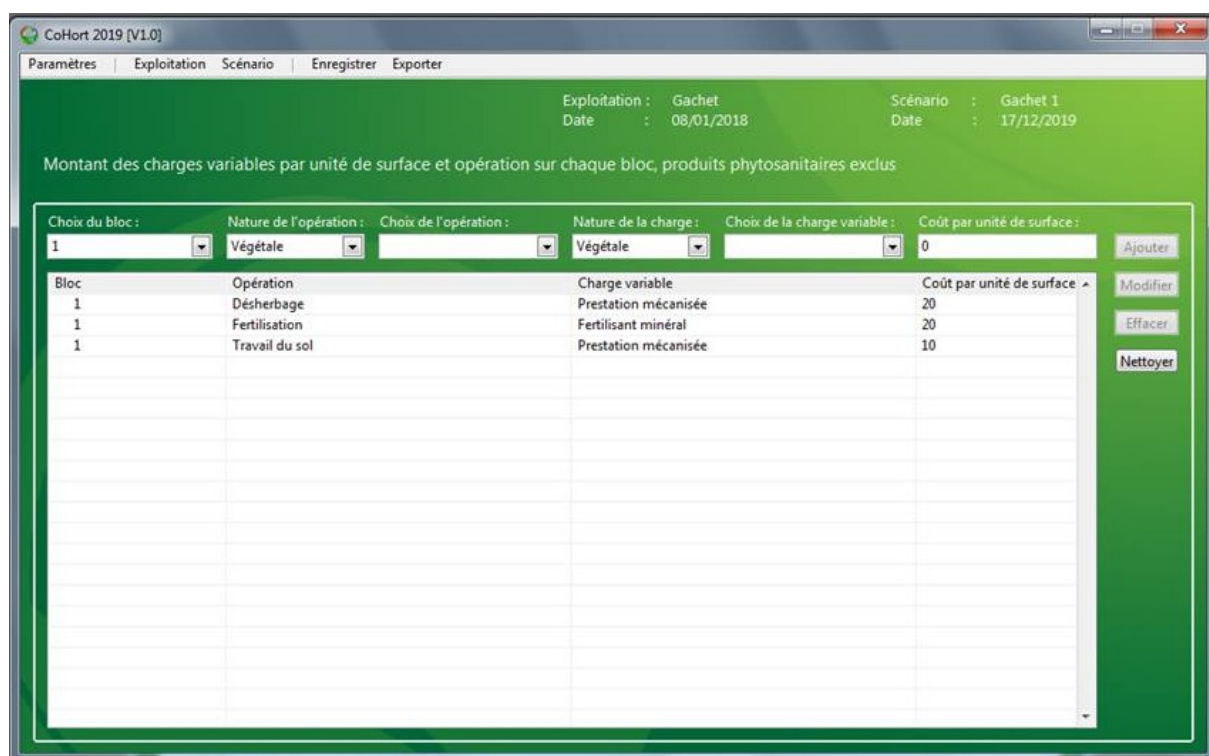 CoHort 2019 [V1.0]
Paramètres | Exploitation Scénario | Enregistrer Exporter
Exploitation : Gachet Scénario : Gachet 1
Date : 08/01/2018 Date : 17/12/2019
Montant des charges variables par unité de surface et opération sur chaque bloc, produits phytosanitaires exclus
Choix du bloc : Nature de l'opération : Choix de l'opération : Nature de la charge : Choix de la charge variable : Coût par unité de surface :
1 Végétale Végétale 0 Ajouter
Bloc Opération Charge variable Coût par unité de surface Modifier
1 Désherbage Prestation mécanisée 20
1 Fertilisation Fertilisant minéral 20 Effacer
1 Travail du sol Prestation mécanisée 10
Nettoyer